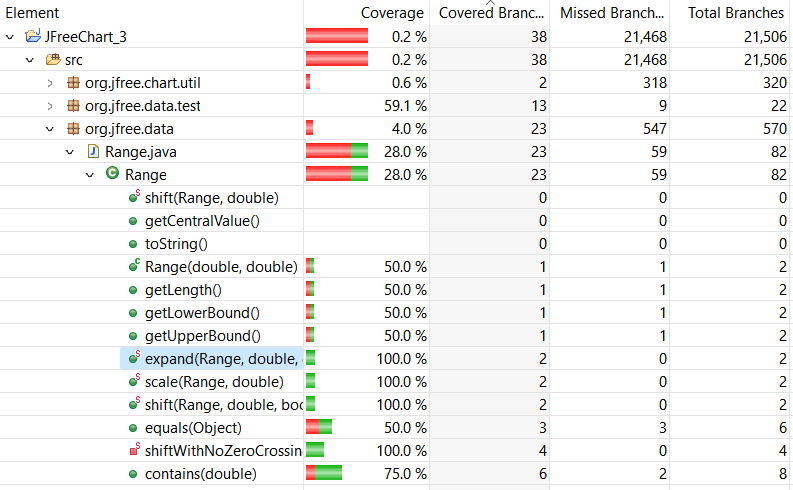 Element Coverage Covered Branc... Missed Branch... Total Branches
JFreeChart_3 0.2 % 38 21,468 21,506
src 0.2 % 38 21,468 21,506
org.jfree.chart.util 0.6 % 2 318 320
org.jfree.data.test 59.1 % 13 9 22
org.jfree.data 4.0 % 23 547 570
Range.java 28.0 % 23 59 82
Range 28.0 % 23 59 82
shift(Range, double) 0 0 0
getCentralValue() 0 0 0
toString() 0 0 0
Range(double, double) 50.0 % 1 1 2
getLength() 50.0 % 1 1 2
getLowerBound() 50.0 % 1 1 2
getUpperBound() 50.0 % 1 1 2
expand(Range, double, 100.0 % 2 0 2
scale(Range, double) 100.0 % 2 0 2
shift(Range, double, boo 100.0 % 2 0 2
equals(Object) 50.0 % 3 3 6
shiftWithNoZeroCrossin 100.0 % 4 0 4
contains(double) 75.0 % 6 2 8